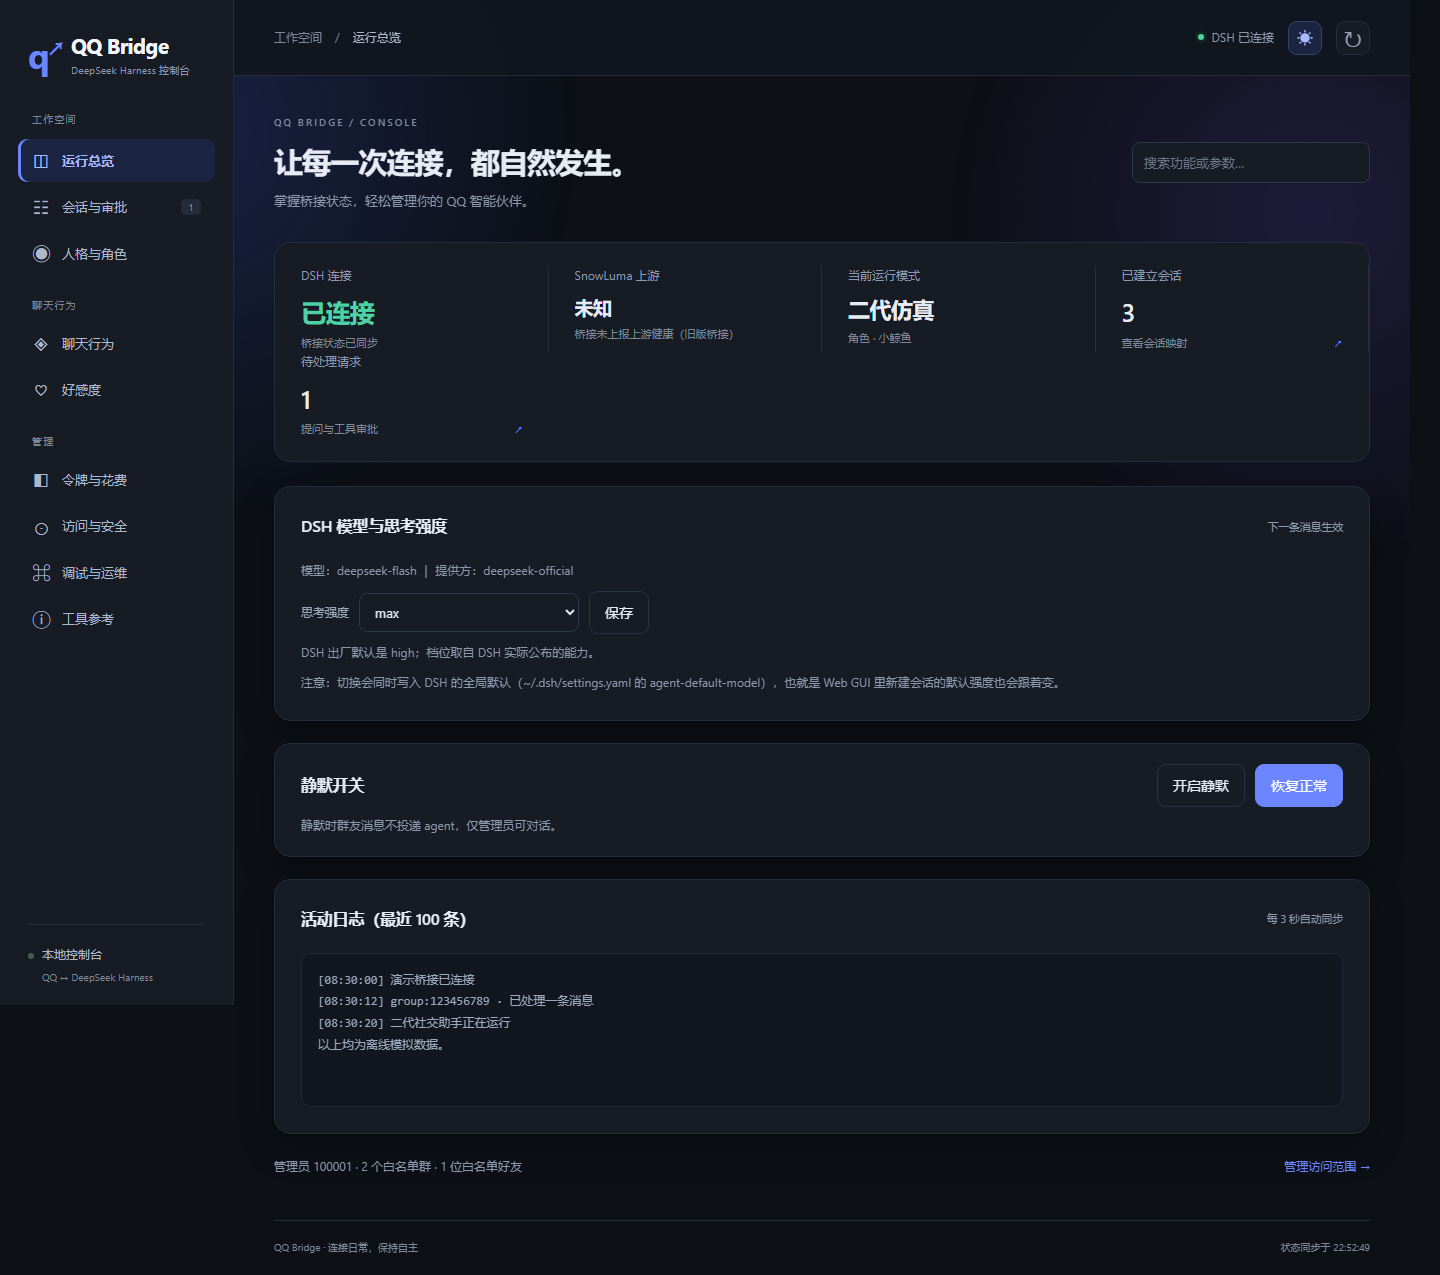 QQ Bridge
DeepSeek Harness 控制台
工作空间
运行总览
会话与审批 1
人格与角色
聊天行为
聊天行为
好感度
管理
令牌与花费
访问与安全
调试与运维
工具参考
本地控制台
QQ ↔ DeepSeek Harness
工作空间 / 运行总览
DSH 已连接
QQ BRIDGE / CONSOLE
让每一次连接，都自然发生。
掌握桥接状态，轻松管理你的 QQ 智能伙伴。
搜索功能或参数...
DSH 连接
已连接
桥接状态已同步
SnowLuma 上游
未知
桥接未上报上游健康（旧版桥接）
当前运行模式
二代仿真
角色 · 小鲸鱼
已建立会话
3
查看会话映射 ↗
待处理请求
1
提问与工具审批 ↗
DSH 模型与思考强度
下一条消息生效
模型：deepseek-flash | 提供方：deepseek-official
思考强度 max 保存
DSH 出厂默认是 high；档位取自 DSH 实际公布的能力。
注意：切换会同时写入 DSH 的全局默认（~/.dsh/settings.yaml 的 agent-default-model），也就是 Web GUI 里新建会话的默认强度也会跟着变。
静默开关
开启静默 恢复正常
静默时群友消息不投递 agent，仅管理员可对话。
活动日志（最近 100 条）
每 3 秒自动同步
[08:30:00] 演示桥接已连接
[08:30:12] group:123456789 · 已处理一条消息
[08:30:20] 二代社交助手正在运行
以上均为离线模拟数据。
管理员 100001 · 2 个白名单群 · 1 位白名单好友
管理访问范围 →
QQ Bridge · 连接日常，保持自主
状态同步于 22:52:49